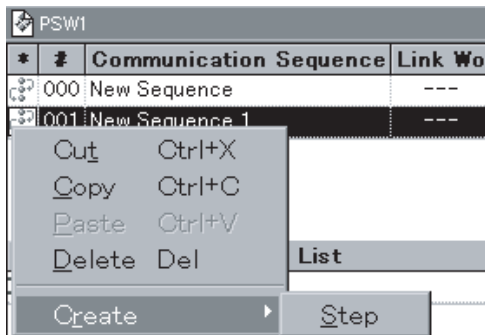 PSW1
* # Communication Sequence Link Wo
000 New Sequence ---
001 New Sequence 1 ---
Cut Ctrl+X
Copy Ctrl+C
Paste Ctrl+V
Delete Del List
Create Step